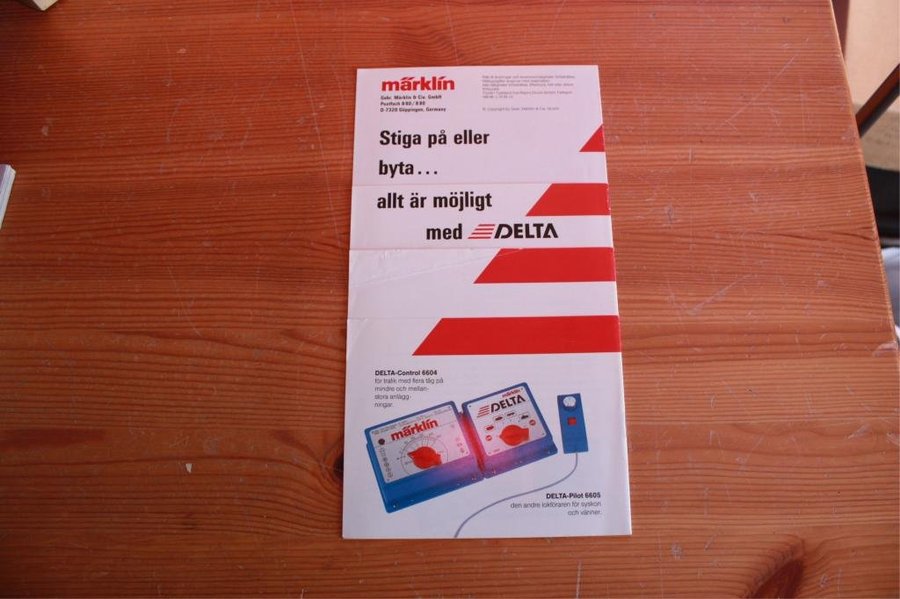 märklin
Gebr. Märklin & Cie. GmbH
Postfach 8 60 / 8 80
D-7320 Göppingen, Germany
Stiga på eller
byta...
allt är möjligt
med DELTA
DELTA-Control 6604
för trafik med flera tåg på
mindre och mellan-
stora anlägg-
ningar.
märklin
märklin
DELTA
DELTA-Pilot 6605
den andre lokföraren för syskon
och vänner.